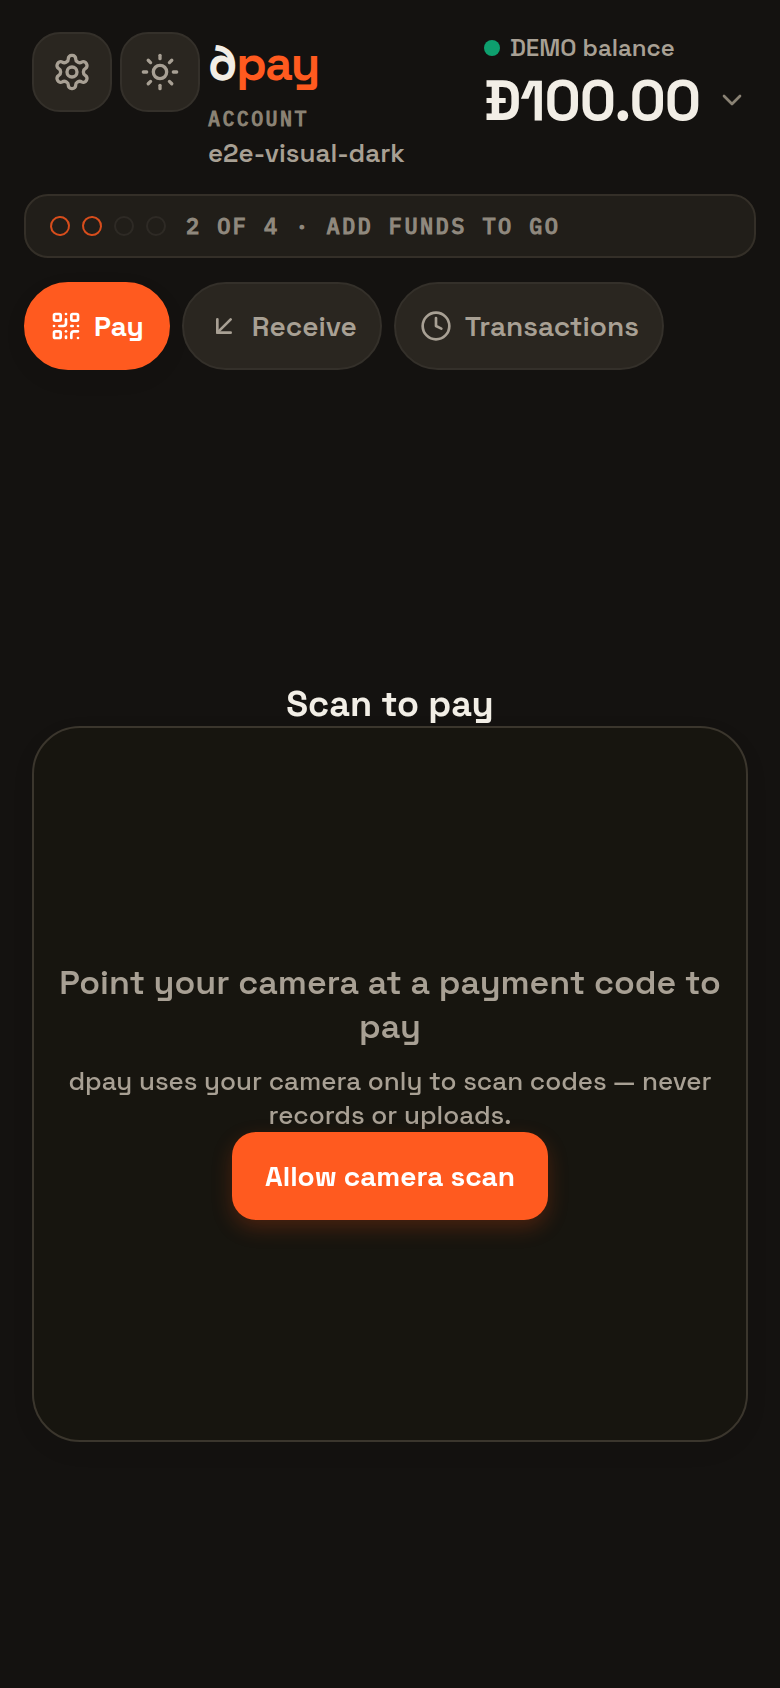 ∂pay
ACCOUNT
e2e-visual-dark
DEMO balance
Ð100.00
2 OF 4 · ADD FUNDS TO GO
Pay
Receive
Transactions
Scan to pay
Point your camera at a payment code to
pay
dpay uses your camera only to scan codes — never
records or uploads.
Allow camera scan